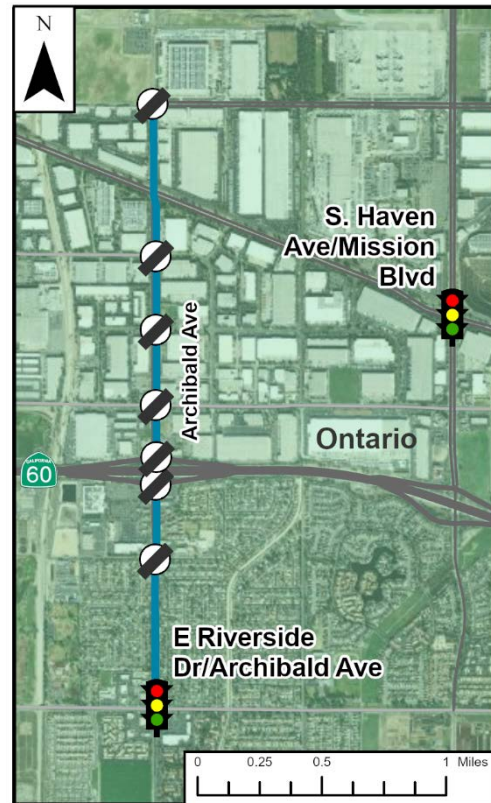 N
S. Haven
Ave/Mission
Blvd
Archibald Ave
Ontario
CALIFORNIA
60
E Riverside
Dr/Archibald Ave
0 0.25 0.5 1 Miles